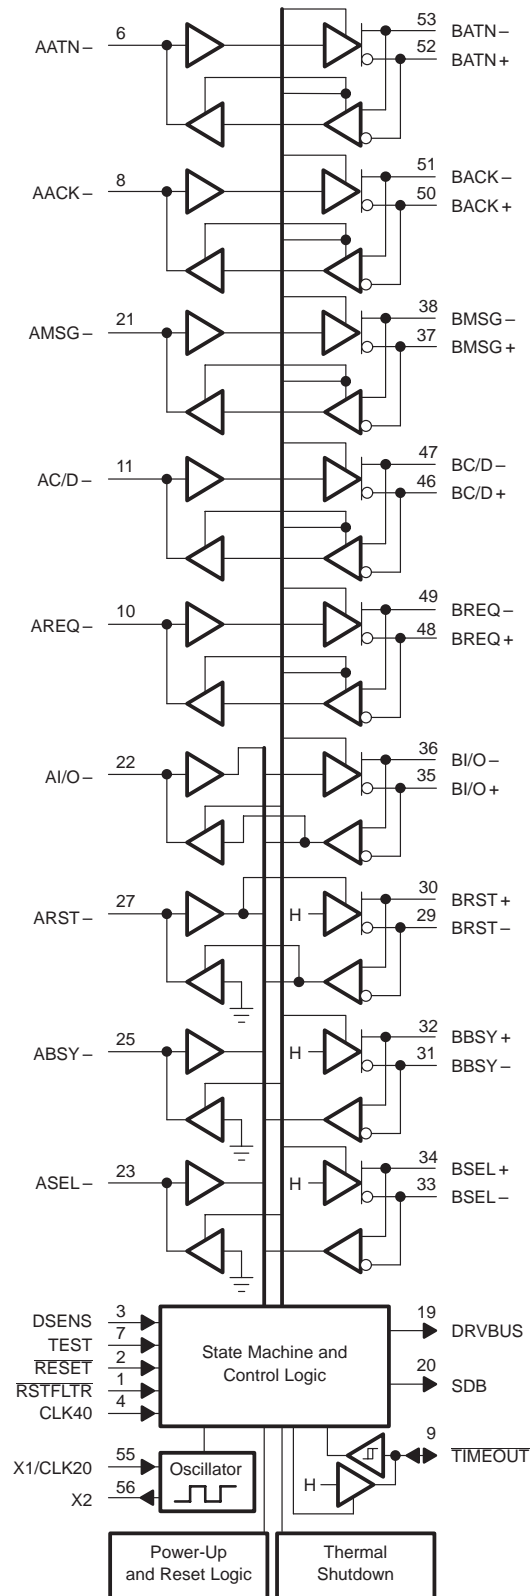 AATN– 6 53 BATN–
52 BATN+
AACK– 8 51 BACK–
50 BACK+
AMSG– 21 38 BMSG–
37 BMSG+
AC/D– 11 47 BC/D–
46 BC/D+
AREQ– 10 49 BREQ–
48 BREQ+
AI/O– 22 36 BI/O–
35 BI/O+
ARST– 27 H 30 BRST+
29 BRST–
ABSY– 25 H 32 BBSY+
31 BBSY–
ASEL– 23 H 34 BSEL+
33 BSEL–
DSENS 3
TEST 7
RESET 2
RSTFLTR 1
CLK40 4
State Machine and
Control Logic
19 DRVBUS
20 SDB
9 TIMEOUT
H
X1/CLK20 55
X2 56
Oscillator
Power-Up
and Reset Logic
Thermal
Shutdown